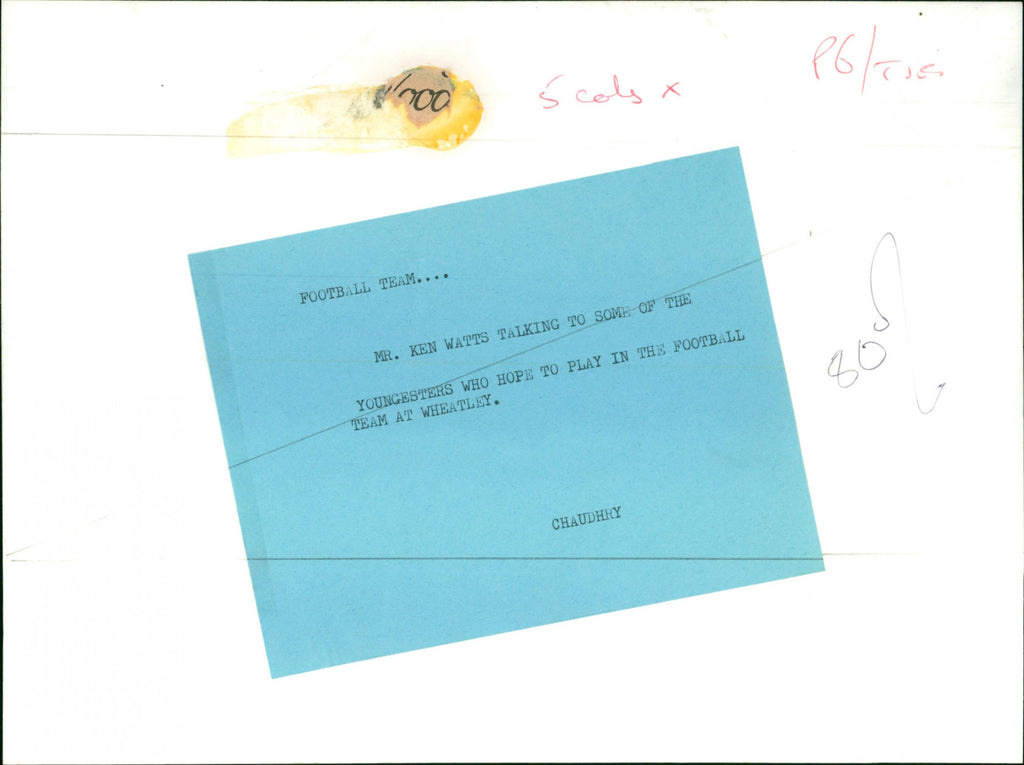 5 cols x
P6/TJES
FOOTBALL TEAM....
MR. KEN WATTS TALKING TO SOME OF THE
YOUNGESTERS WHO HOPE TO PLAY IN THE FOOTBALL
TEAM AT WHEATLEY.
CHAUDHRY
80